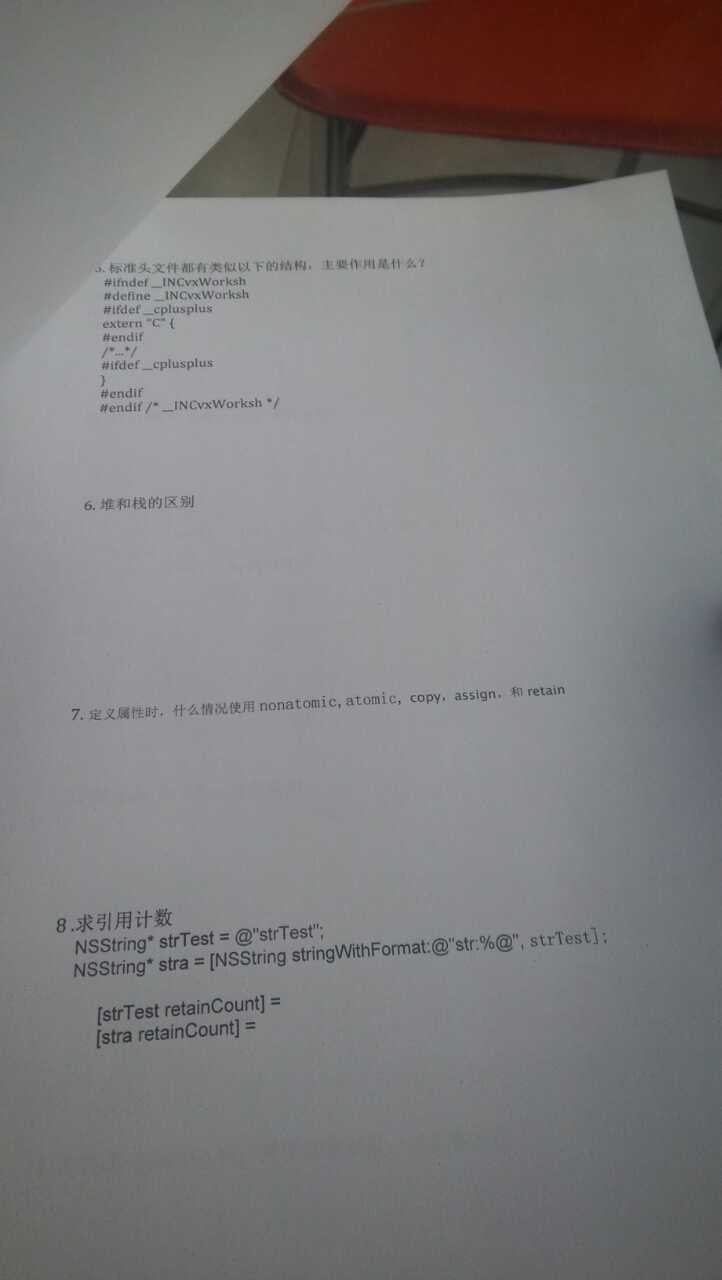 5. 标准头文件都有类似以下的结构，主要作用是什么？
#ifndef __INCvxWorksh
#define __INCvxWorksh
#ifdef __cplusplus
extern "C" {
#endif
/*...*/
#ifdef __cplusplus
}
#endif
#endif /* __INCvxWorksh */
6. 堆和栈的区别
7. 定义属性时，什么情况使用 nonatomic, atomic, copy，assign，和 retain
8 .求引用计数
NSString* strTest = @"strTest";
NSString* stra = [NSString stringWithFormat:@"str:%@", strTest];
[strTest retainCount] =
[stra retainCount] =